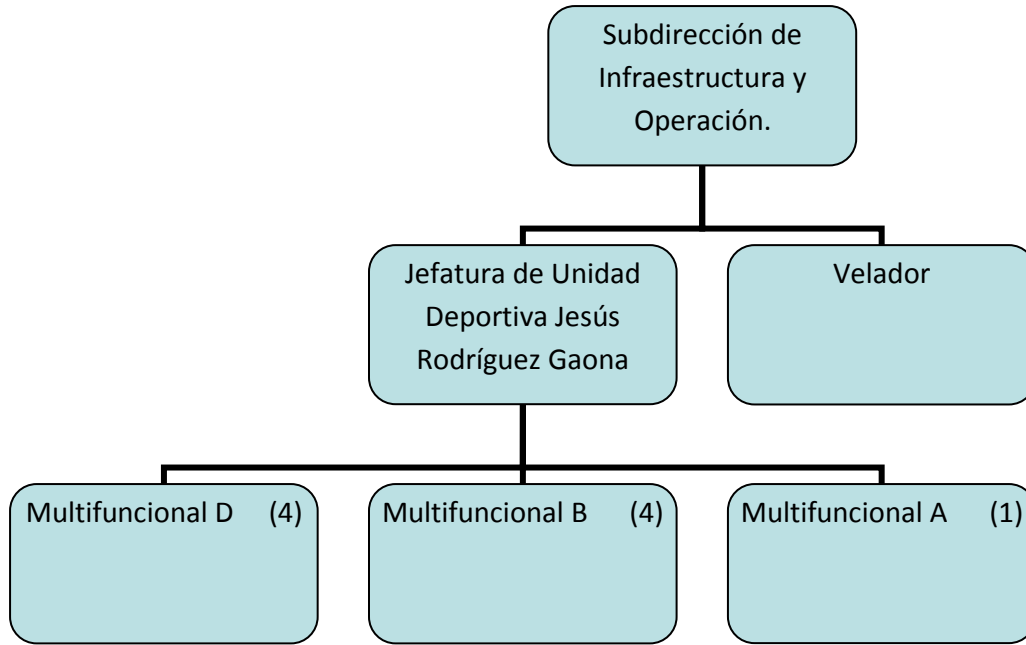 Subdirección de
Infraestructura y
Operación.
Jefatura de Unidad
Deportiva Jesús
Rodríguez Gaona
Velador
Multifuncional D (4)
Multifuncional B (4)
Multifuncional A (1)